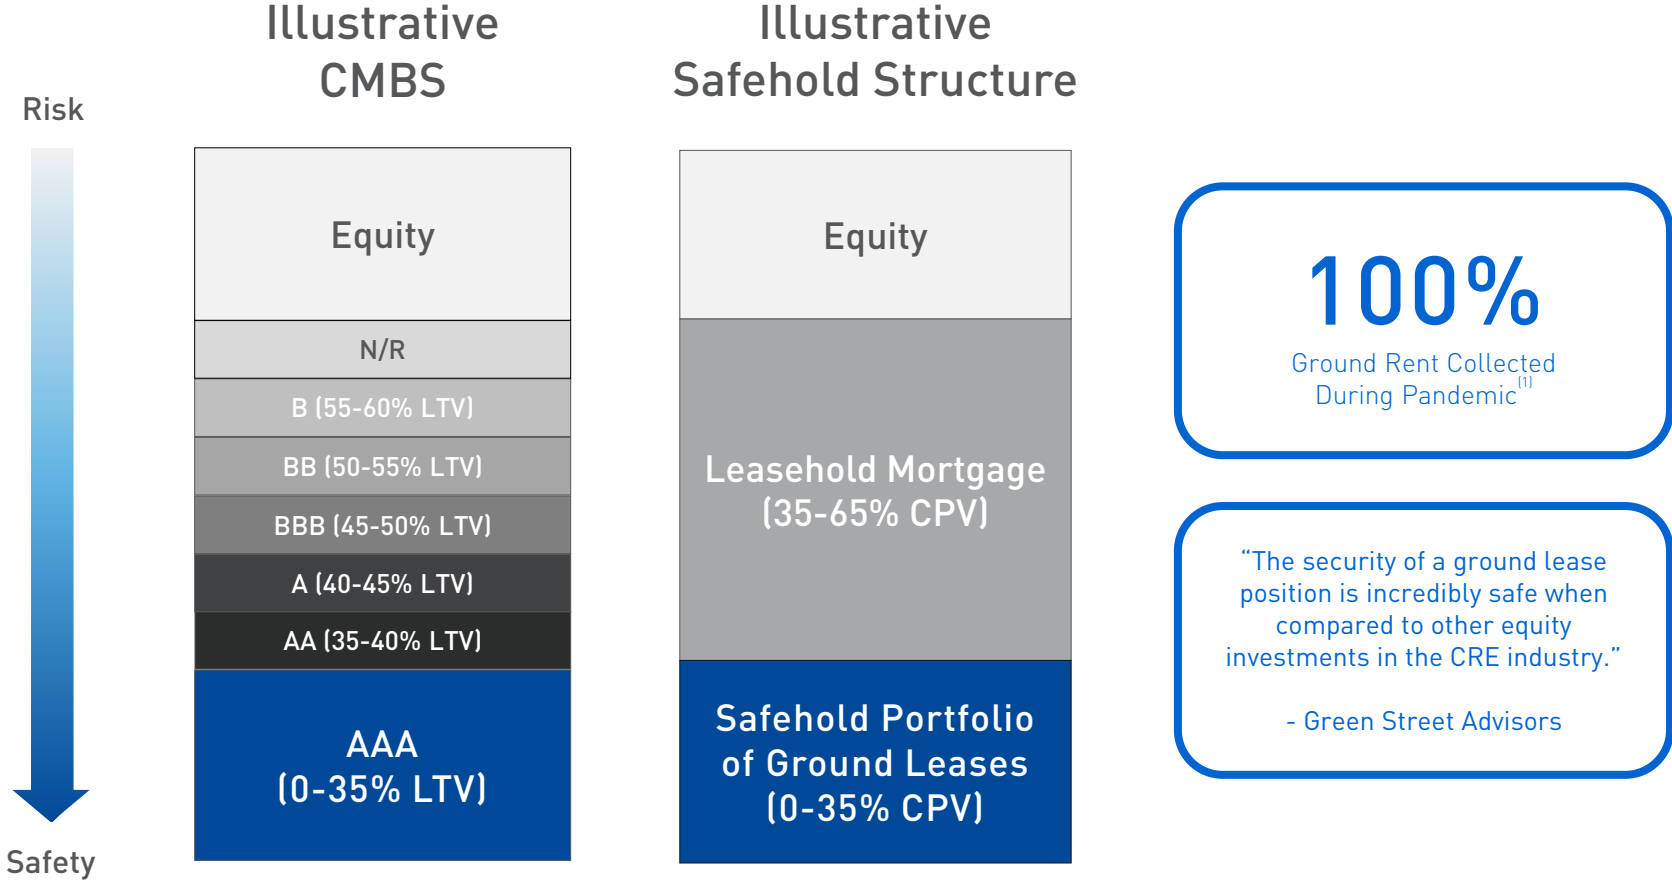 Illustrative
CMBS
Illustrative
Safehold Structure
Risk
Safety
Equity
N/R
B (55-60% LTV)
BB (50-55% LTV)
BBB (45-50% LTV)
A (40-45% LTV)
AA (35-40% LTV)
AAA
(0-35% LTV)
Equity
Leasehold Mortgage
(35-65% CPV)
Safehold Portfolio
of Ground Leases
(0-35% CPV)
100%
Ground Rent Collected
During Pandemic(1)
“The security of a ground lease
position is incredibly safe when
compared to other equity
investments in the CRE industry.”
- Green Street Advisors